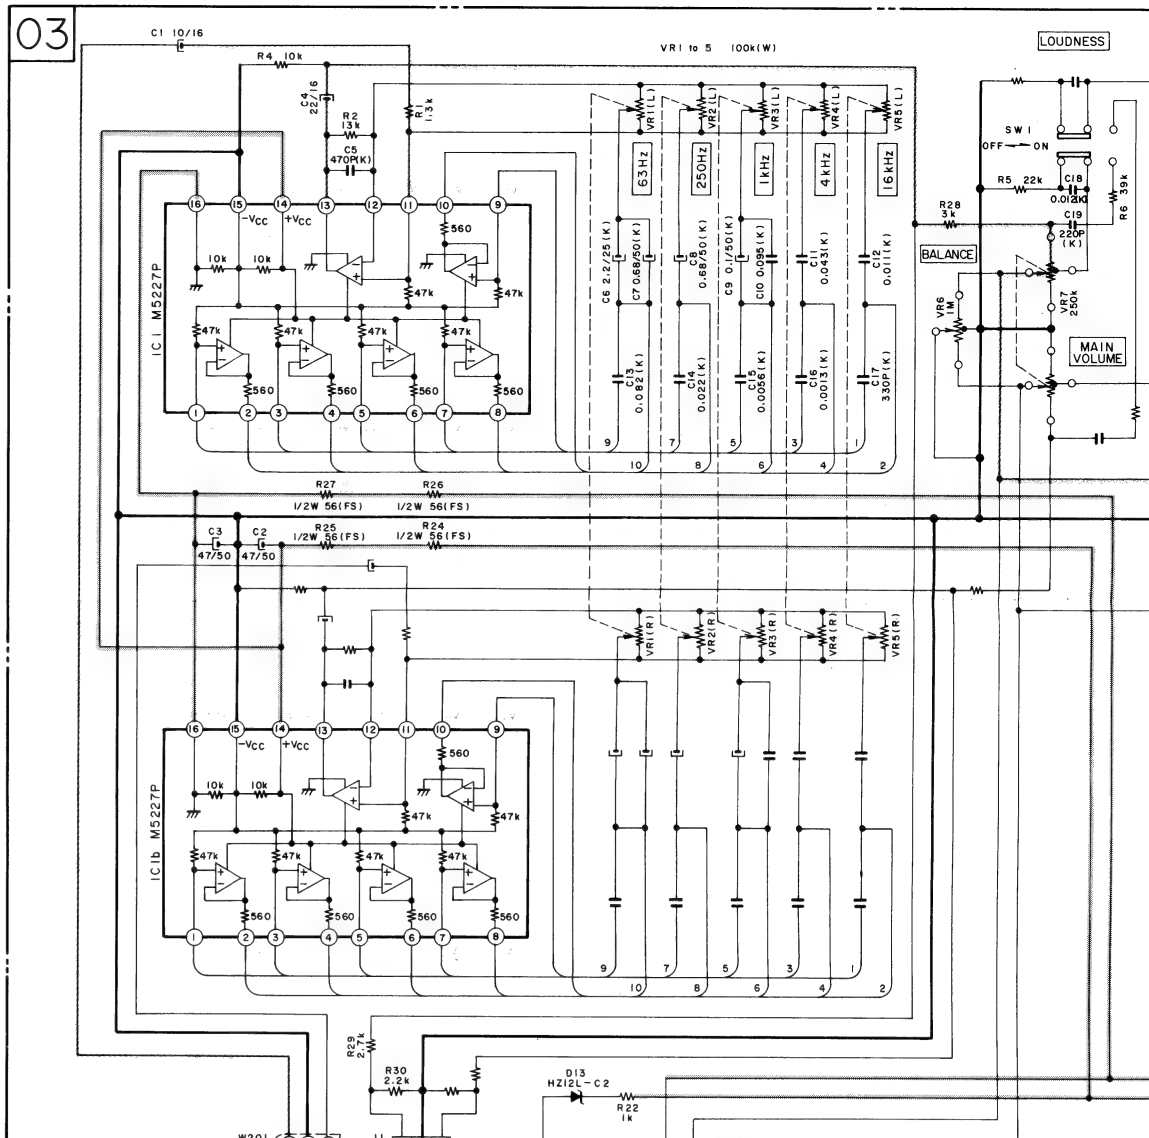 03
C1 10/16
VR1 to 5 100k(W)
LOUDNESS
R4 10k
C4
22/16
R2
13k
C5
470P(K)
R1
1.3k
VR1(L)
VR2(L)
VR3(L)
VR4(L)
VR5(L)
SW1
OFF ON
63Hz
250Hz
1kHz
4kHz
16kHz
R5 22k
C18
0.012(K)
R6 39k
C19
220P
(K)
R28
3k
16 15 14 13 12 11 10 9
-VCC +VCC
560
10k 10k
47k 47k
IC1 M5227P
47k 47k 47k 47k
560 560 560 560
1 2 3 4 5 6 7 8
C6 2.2/25(K)
C7 0.68/50(K)
C8
0.68/50(K)
C9 0.1/50(K)
C10 0.095(K)
C11
0.043(K)
C12
0.011(K)
BALANCE
VR6
1M
VR7
250k
MAIN
VOLUME
C13
0.082(K)
C14
0.022(K)
C15
0.0056(K)
C16
0.0013(K)
C17
330P(K)
9 7 5 3 1
10 8 6 4 2
R27
1/2W 56(FS)
R26
1/2W 56(FS)
C3
47/50
C2
47/50
R25
1/2W 56(FS)
R24
1/2W 56(FS)
VR1(R)
VR2(R)
VR3(R)
VR4(R)
VR5(R)
16 15 14 13 12 11 10 9
-VCC +VCC
560
10k 10k
47k 47k
IC1b M5227P
47k 47k 47k 47k
560 560 560 560
1 2 3 4 5 6 7 8
9 7 5 3 1
10 8 6 4 2
R29
2.7k
R30
2.2k
D13
HZ12L-C2
R22
1k
W201